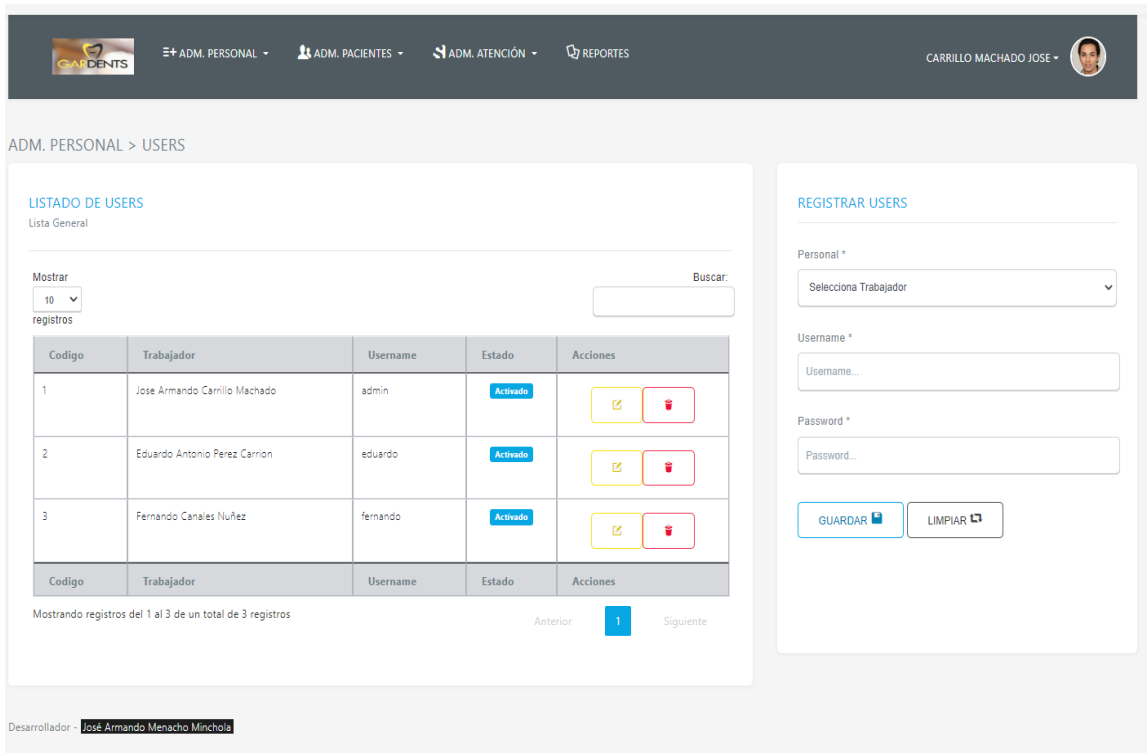 GARDENTS
ADM. PERSONAL
ADM. PACIENTES
ADM. ATENCIÓN
REPORTES
CARRILLO MACHADO JOSE
ADM. PERSONAL > USERS
LISTADO DE USERS
Lista General
Mostrar
10
registros
Buscar:
Codigo Trabajador Username Estado Acciones
1 Jose Armando Carrillo Machado admin Activado
2 Eduardo Antonio Perez Carrion eduardo Activado
3 Fernando Canales Nuñez fernando Activado
Codigo Trabajador Username Estado Acciones
Mostrando registros del 1 al 3 de un total de 3 registros
Anterior 1 Siguiente
REGISTRAR USERS
Personal *
Selecciona Trabajador
Username *
Username...
Password *
Password...
GUARDAR LIMPIAR
Desarrollador - José Armando Menacho Minchola